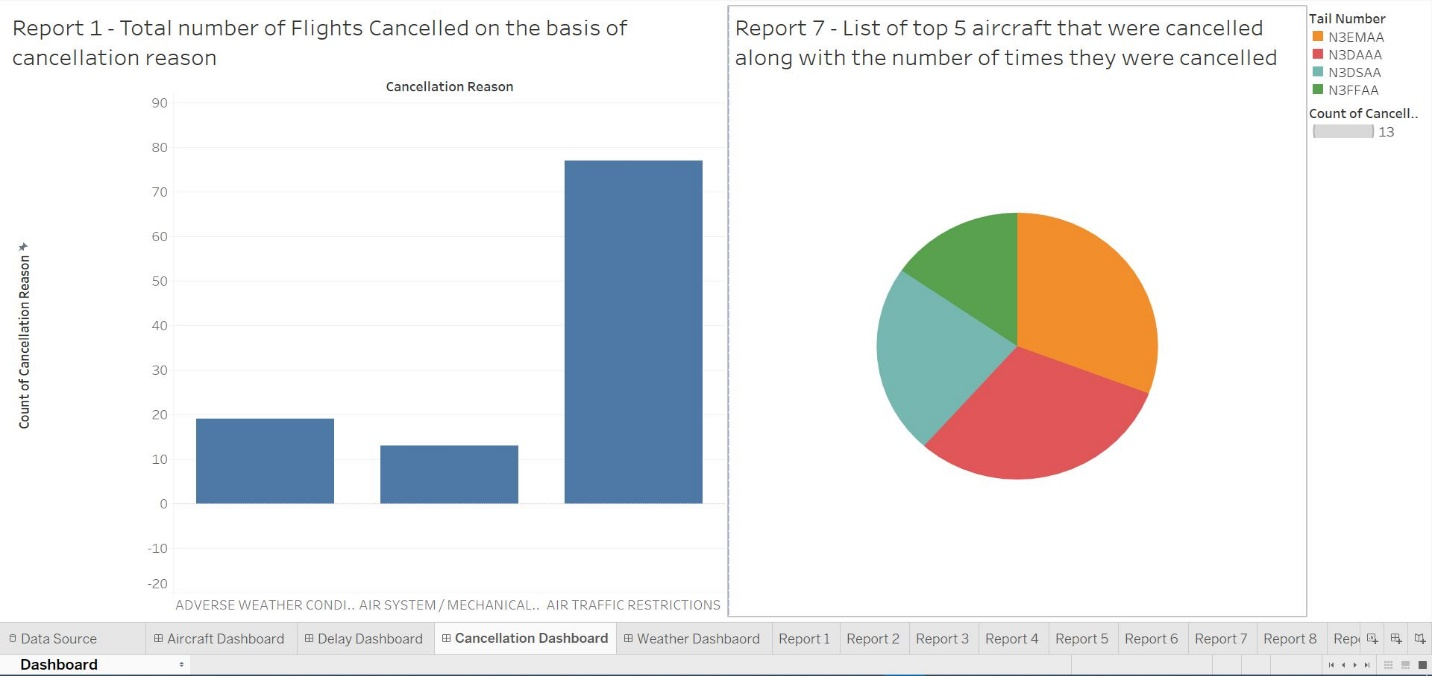 Report 1 - Total number of Flights Cancelled on the basis of
cancellation reason
Cancellation Reason
Count of Cancellation Reason
90
80
70
60
50
40
30
20
10
0
-10
-20
ADVERSE WEATHER CONDI.. AIR SYSTEM / MECHANICAL.. AIR TRAFFIC RESTRICTIONS
Report 7 - List of top 5 aircraft that were cancelled
along with the number of times they were cancelled
Tail Number
N3EMAA
N3DAAA
N3DSAA
N3FFAA
Count of Cancell..
13
Data Source Aircraft Dashboard Delay Dashboard Cancellation Dashboard Weather Dashbaord Report 1 Report 2 Report 3 Report 4 Report 5 Report 6 Report 7 Report 8 Repo
Dashboard